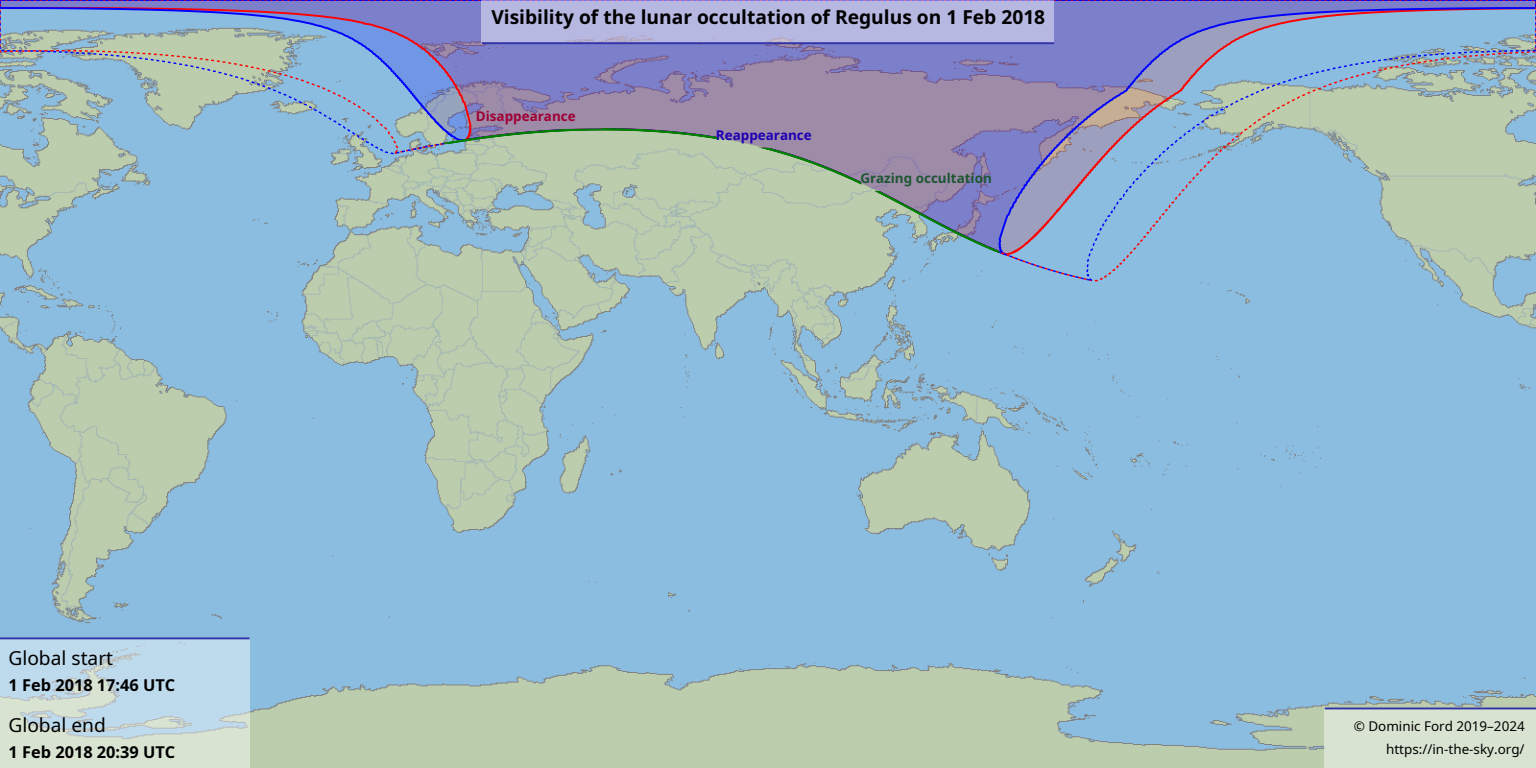 Visibility of the lunar occultation of Regulus on 1 Feb 2018
Disappearance
Reappearance
Grazing occultation
Global start
1 Feb 2018 17:46 UTC
Global end
1 Feb 2018 20:39 UTC
© Dominic Ford 2019–2024
https://in-the-sky.org/